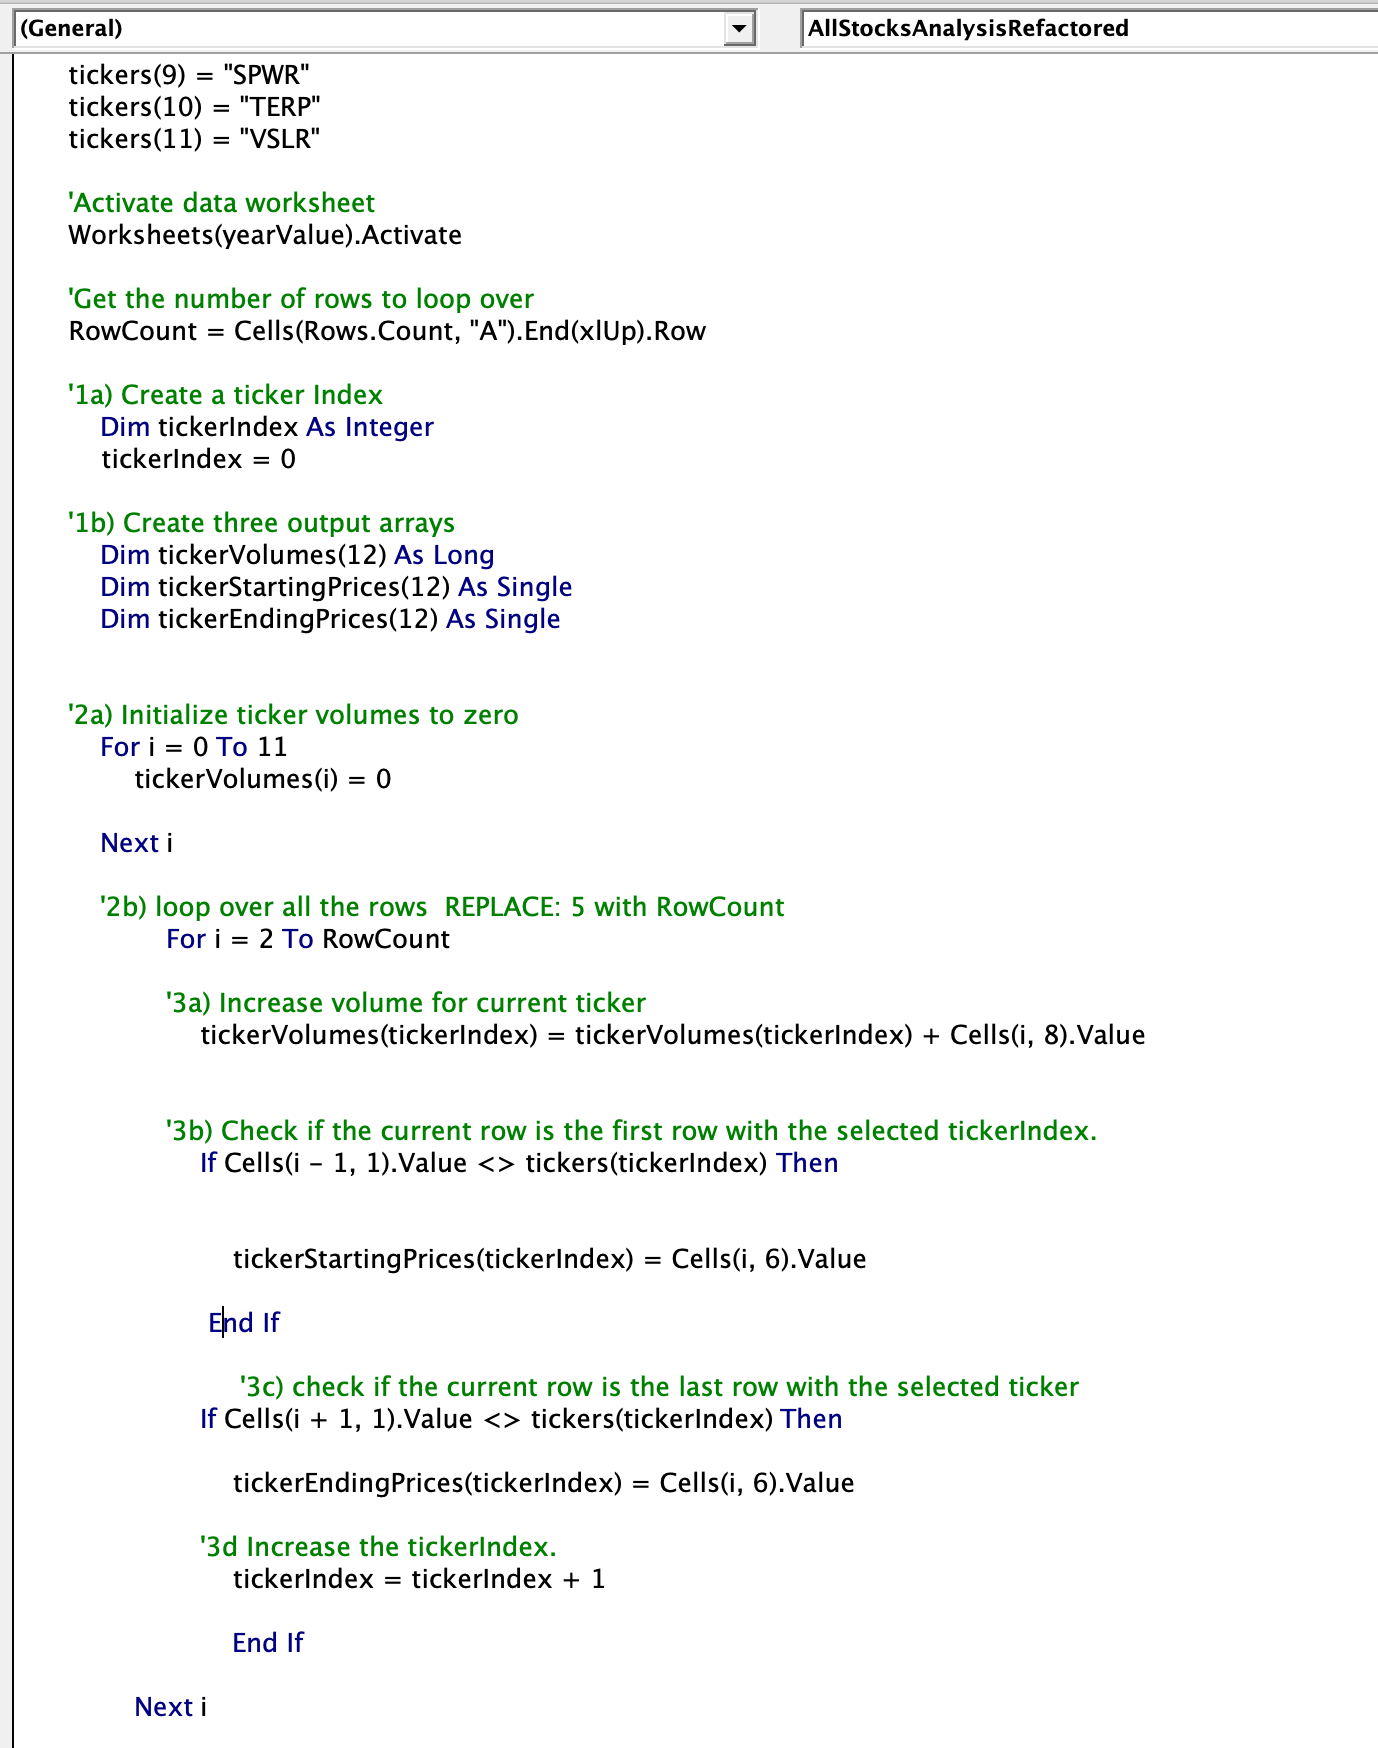 (General)
AllStocksAnalysisRefactored
tickers(9) = "SPWR"
tickers(10) = "TERP"
tickers(11) = "VSLR"
'Activate data worksheet
Worksheets(yearValue).Activate
'Get the number of rows to loop over
RowCount = Cells(Rows.Count, "A").End(xlUp).Row
'1a) Create a ticker Index
Dim tickerIndex As Integer
tickerIndex = 0
'1b) Create three output arrays
Dim tickerVolumes(12) As Long
Dim tickerStartingPrices(12) As Single
Dim tickerEndingPrices(12) As Single
'2a) Initialize ticker volumes to zero
For i = 0 To 11
tickerVolumes(i) = 0
Next i
'2b) loop over all the rows  REPLACE: 5 with RowCount
For i = 2 To RowCount
'3a) Increase volume for current ticker
tickerVolumes(tickerIndex) = tickerVolumes(tickerIndex) + Cells(i, 8).Value
'3b) Check if the current row is the first row with the selected tickerIndex.
If Cells(i - 1, 1).Value <> tickers(tickerIndex) Then
tickerStartingPrices(tickerIndex) = Cells(i, 6).Value
End If
'3c) check if the current row is the last row with the selected ticker
If Cells(i + 1, 1).Value <> tickers(tickerIndex) Then
tickerEndingPrices(tickerIndex) = Cells(i, 6).Value
'3d Increase the tickerIndex.
tickerIndex = tickerIndex + 1
End If
Next i